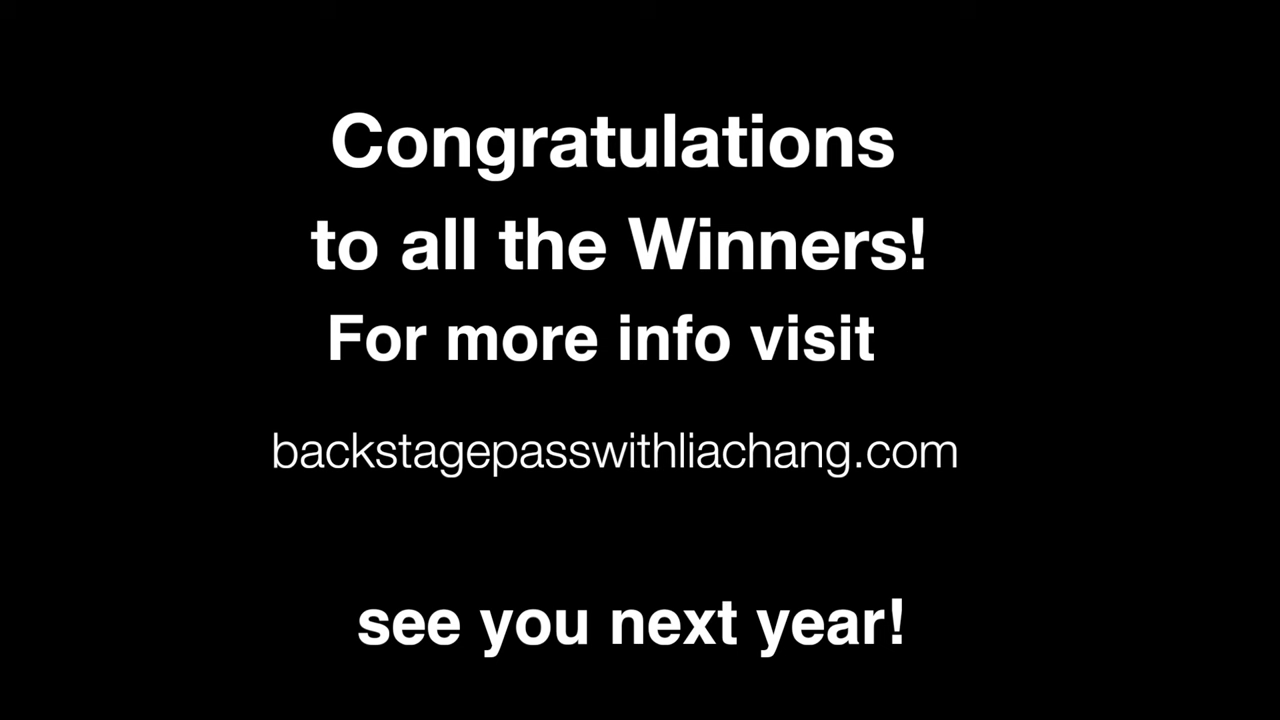 Congratulations
to all the Winners!
For more info visit
backstagepasswithliachang.com
see you next year!